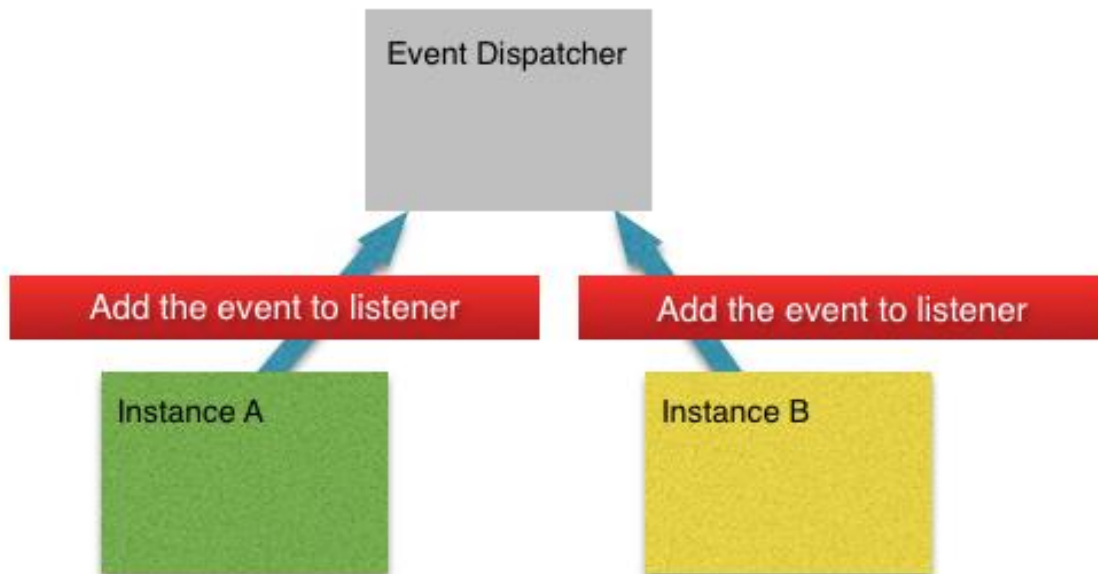 Event Dispatcher
Add the event to listener
Add the event to listener
Instance A
Instance B